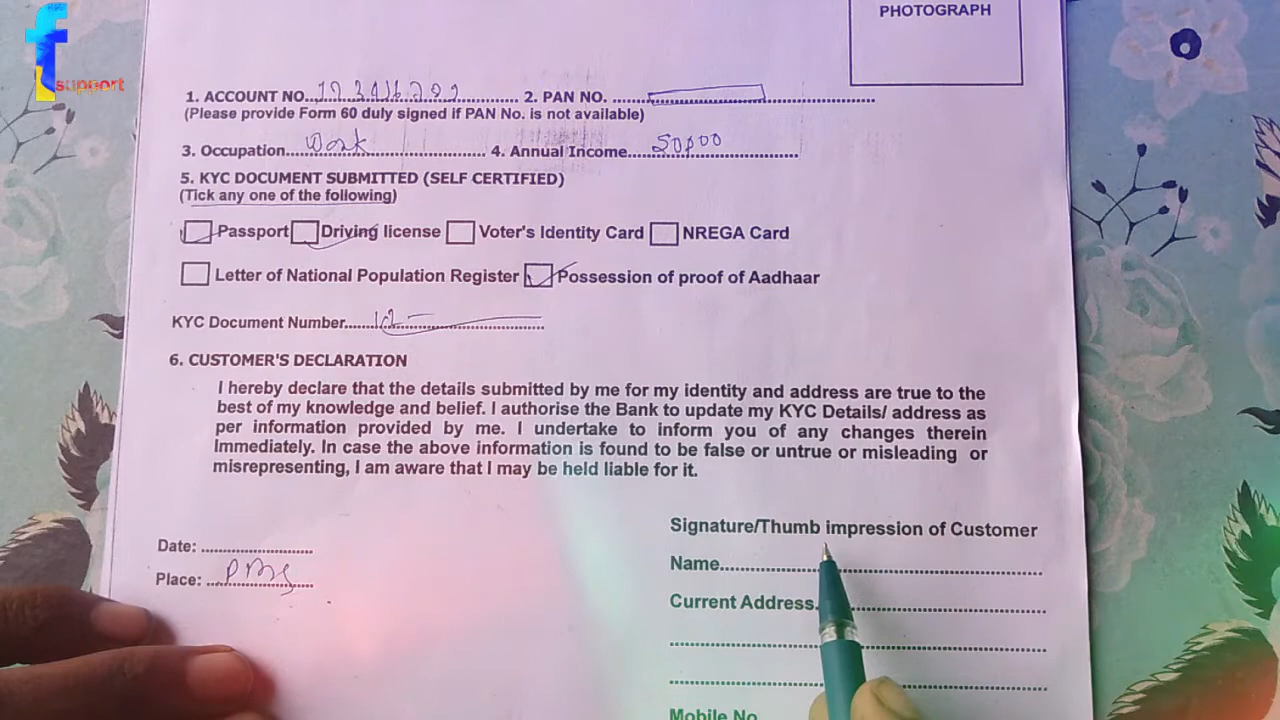 f
support
PHOTOGRAPH
1. ACCOUNT NO. .................................... 2. PAN NO. ..........................................
(Please provide Form 60 duly signed if PAN No. is not available)
3. Occupation...Work................................ 4. Annual Income....50000..................
5. KYC DOCUMENT SUBMITTED (SELF CERTIFIED)
(Tick any one of the following)
Passport Driving license Voter's Identity Card NREGA Card
Letter of National Population Register Possession of proof of Aadhaar
KYC Document Number............................................
6. CUSTOMER'S DECLARATION
I hereby declare that the details submitted by me for my identity and address are true to the
best of my knowledge and belief. I authorise the Bank to update my KYC Details/ address as
per information provided by me. I undertake to inform you of any changes therein
Immediately. In case the above information is found to be false or untrue or misleading or
misrepresenting, I am aware that I may be held liable for it.
Signature/Thumb impression of Customer
Date: ............................
Name.........................................................
Place: ...........................
Current Address.........................................
Mobile No